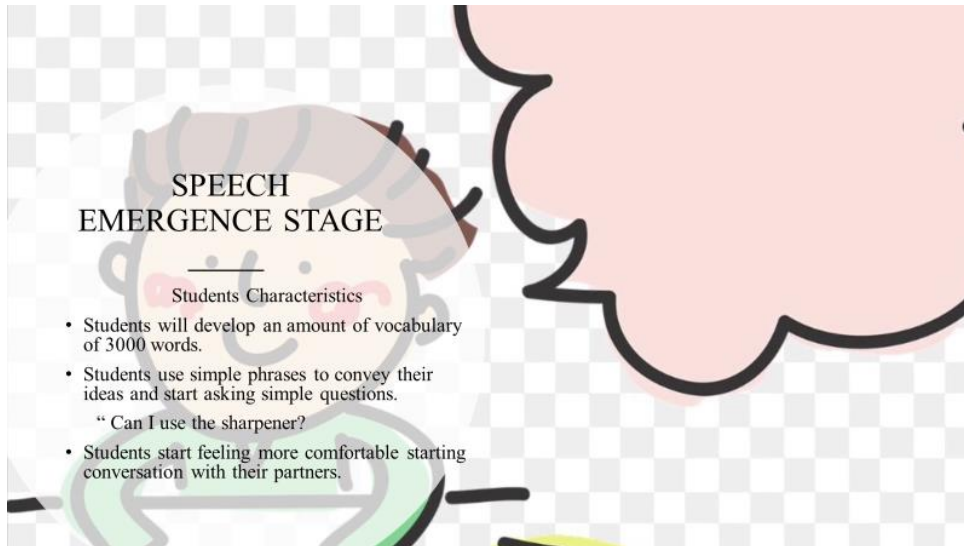 SPEECH
EMERGENCE STAGE
Students Characteristics
• Students will develop an amount of vocabulary
of 3000 words.
• Students use simple phrases to convey their
ideas and start asking simple questions.
“ Can I use the sharpener?
• Students start feeling more comfortable starting
conversation with their partners.